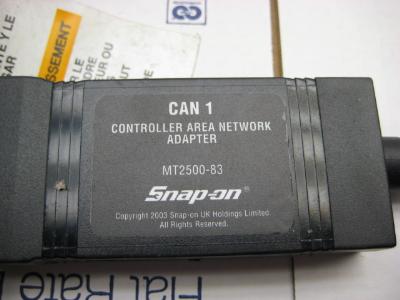 SSEMENT
CAN 1
CONTROLLER AREA NETWORK
ADAPTER
MT2500-83
Snap-on
Copyright 2003 Snap-on UK Holdings Limited.
All Rights Reserved.
Flat Rate